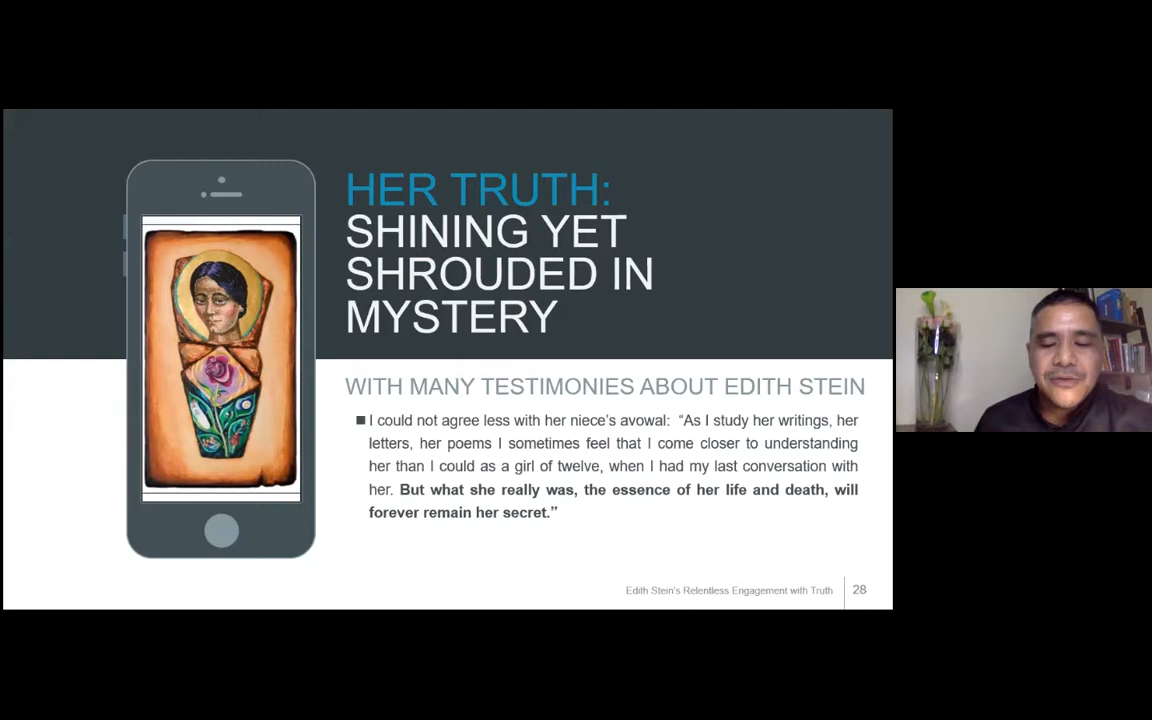 HER TRUTH:
SHINING YET
SHROUDED IN
MYSTERY
WITH MANY TESTIMONIES ABOUT EDITH STEIN
■ I could not agree less with her niece's avowal: “As I study her writings, her
letters, her poems I sometimes feel that I come closer to understanding
her than I could as a girl of twelve, when I had my last conversation with
her. But what she really was, the essence of her life and death, will
forever remain her secret.”
Edith Stein's Relentless Engagement with Truth
28